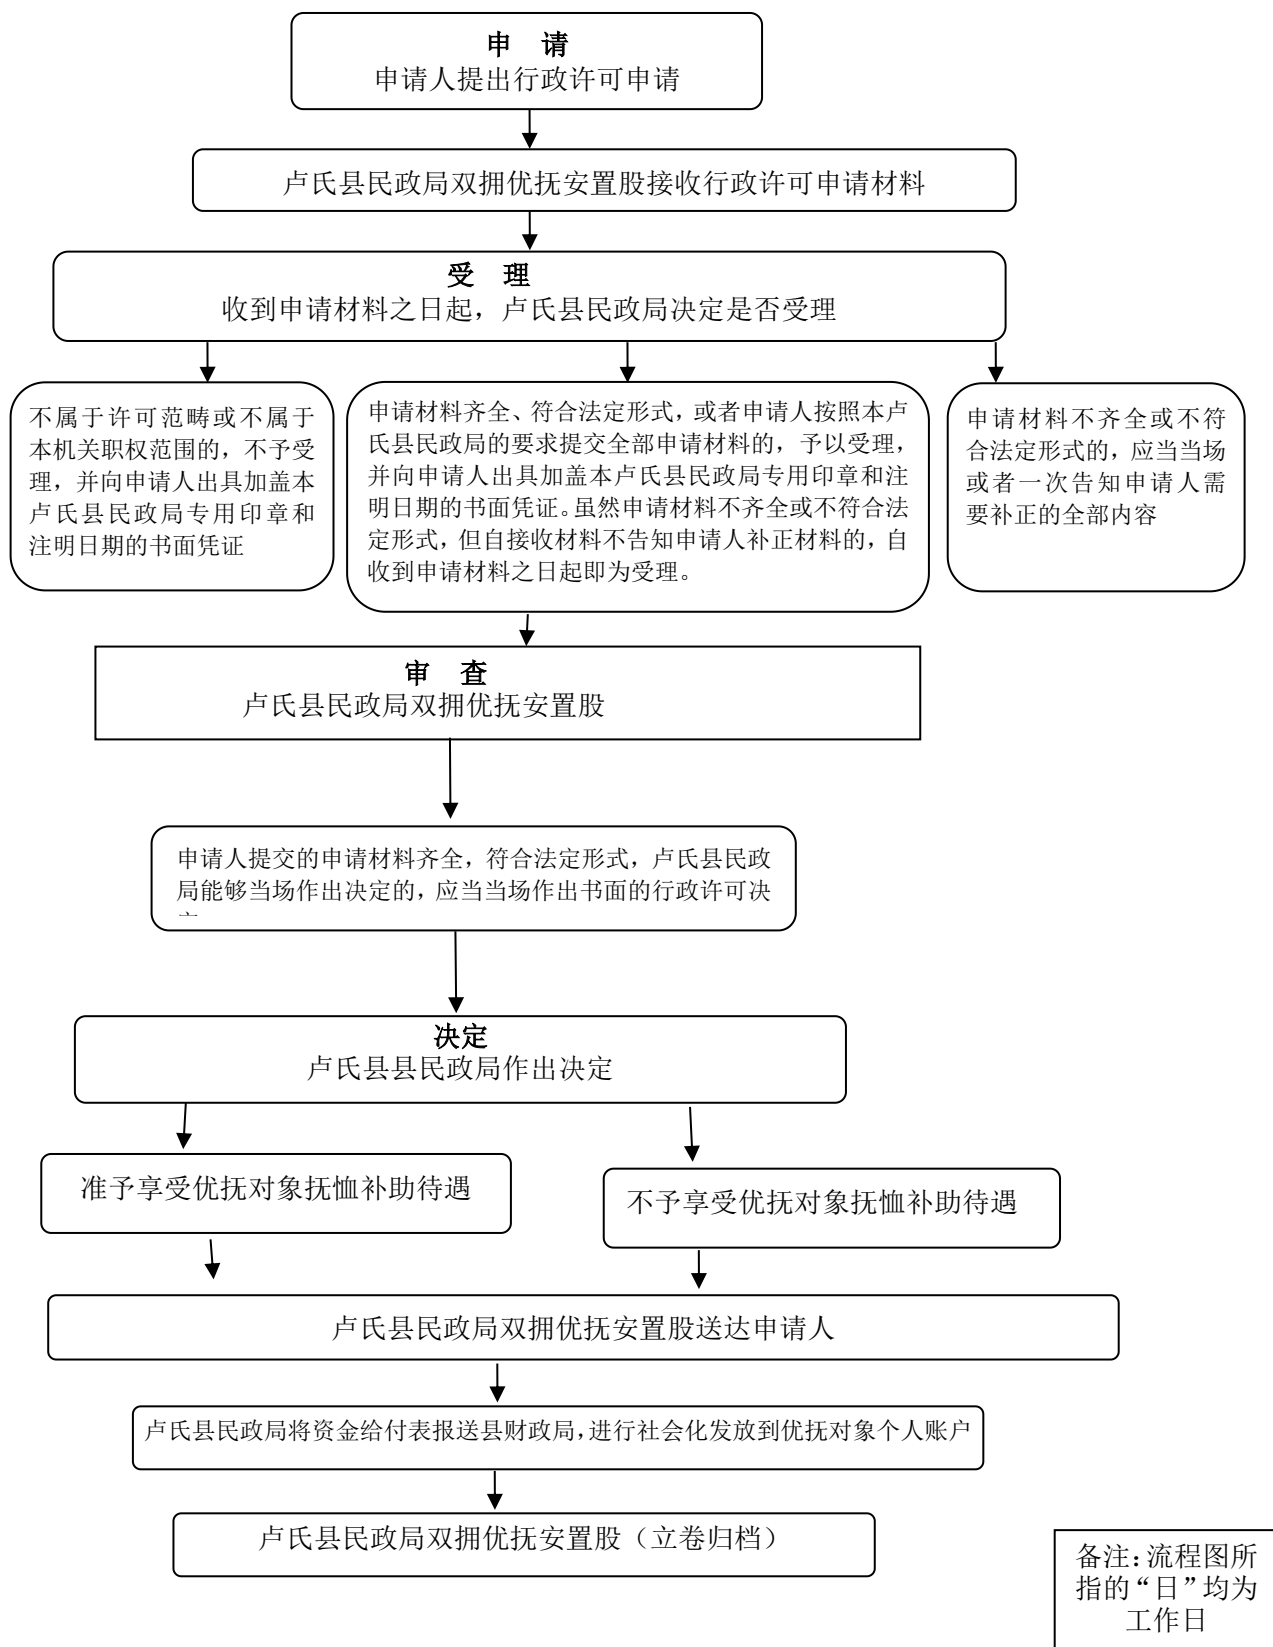 申　请
申请人提出行政许可申请
卢氏县民政局双拥优抚安置股接收行政许可申请材料
受　理
收到申请材料之日起，卢氏县民政局决定是否受理
不属于许可范畴或不属于
本机关职权范围的，不予受
理，并向申请人出具加盖本
卢氏县民政局专用印章和
注明日期的书面凭证
申请材料齐全、符合法定形式，或者申请人按照本卢
氏县民政局的要求提交全部申请材料的，予以受理，
并向申请人出具加盖本卢氏县民政局专用印章和注
明日期的书面凭证。虽然申请材料不齐全或不符合法
定形式，但自接收材料不告知申请人补正材料的，自
收到申请材料之日起即为受理。
申请材料不齐全或不符
合法定形式的，应当当场
或者一次告知申请人需
要补正的全部内容
审　查
卢氏县民政局双拥优抚安置股
申请人提交的申请材料齐全，符合法定形式，卢氏县民政
局能够当场作出决定的，应当当场作出书面的行政许可决
决定
卢氏县县民政局作出决定
准予享受优抚对象抚恤补助待遇
不予享受优抚对象抚恤补助待遇
卢氏县民政局双拥优抚安置股送达申请人
卢氏县民政局将资金给付表报送县财政局，进行社会化发放到优抚对象个人账户
卢氏县民政局双拥优抚安置股（立卷归档）
备注：流程图所
指的“日”均为
工作日